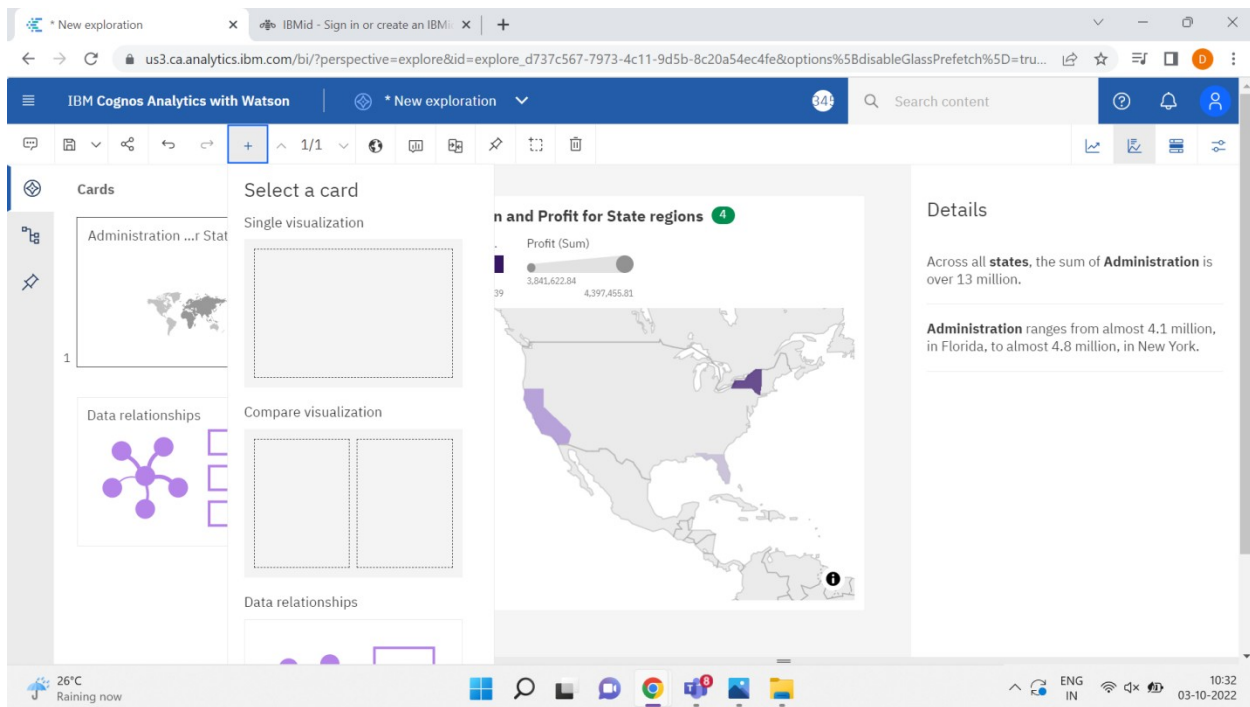 * New exploration
IBMid - Sign in or create an IBMi
us3.ca.analytics.ibm.com/bi/?perspective=explore&id=explore_d737c567-7973-4c11-9d5b-8c20a54ec4fe&options%5BdisableGlassPrefetch%5D=tru...
D
IBM Cognos Analytics with Watson
* New exploration
Search content
1/1
Cards
Administration ...r Stat
1
Data relationships
Select a card
Single visualization
Compare visualization
Data relationships
n and Profit for State regions 4
Profit (Sum)
39
3,841,622.84
4,397,455.81
Details
Across all states, the sum of Administration is
over 13 million.
Administration ranges from almost 4.1 million,
in Florida, to almost 4.8 million, in New York.
26°C
Raining now
8
ENG
IN
10:32
03-10-2022